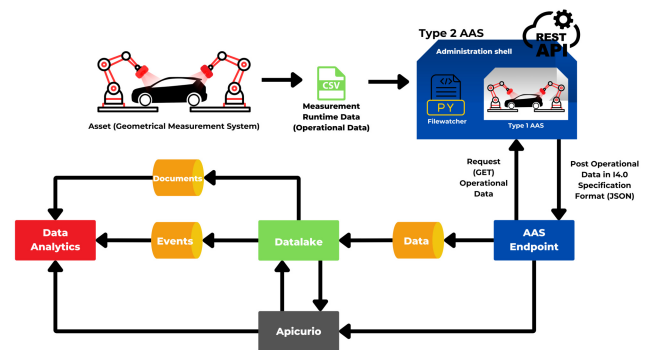 Type 2 AAS
REST
API
Administration shell
CSV
PY
Filewatcher
Type 1 AAS
Asset (Geometrical Measurement System)
Measurement
Runtime Data
(Operational Data)
Request
(GET)
Operational
Data
Post Operational
Data in I4.0
Specification
Format (JSON)
Documents
Data
Analytics
Events
Datalake
Data
AAS
Endpoint
Apicurio